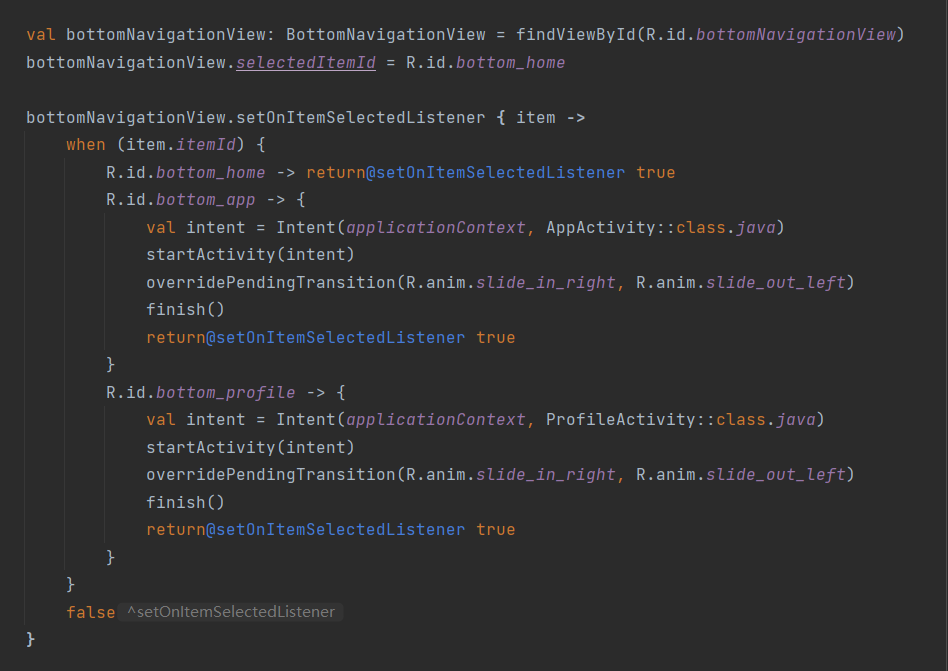 val bottomNavigationView: BottomNavigationView = findViewById(R.id.bottomNavigationView)
bottomNavigationView.selectedItemId = R.id.bottom_home

bottomNavigationView.setOnItemSelectedListener { item ->
    when (item.itemId) {
        R.id.bottom_home -> return@setOnItemSelectedListener true
        R.id.bottom_app -> {
            val intent = Intent(applicationContext, AppActivity::class.java)
            startActivity(intent)
            overridePendingTransition(R.anim.slide_in_right, R.anim.slide_out_left)
            finish()
            return@setOnItemSelectedListener true
        }
        R.id.bottom_profile -> {
            val intent = Intent(applicationContext, ProfileActivity::class.java)
            startActivity(intent)
            overridePendingTransition(R.anim.slide_in_right, R.anim.slide_out_left)
            finish()
            return@setOnItemSelectedListener true
        }
    }
    false ^setOnItemSelectedListener
}